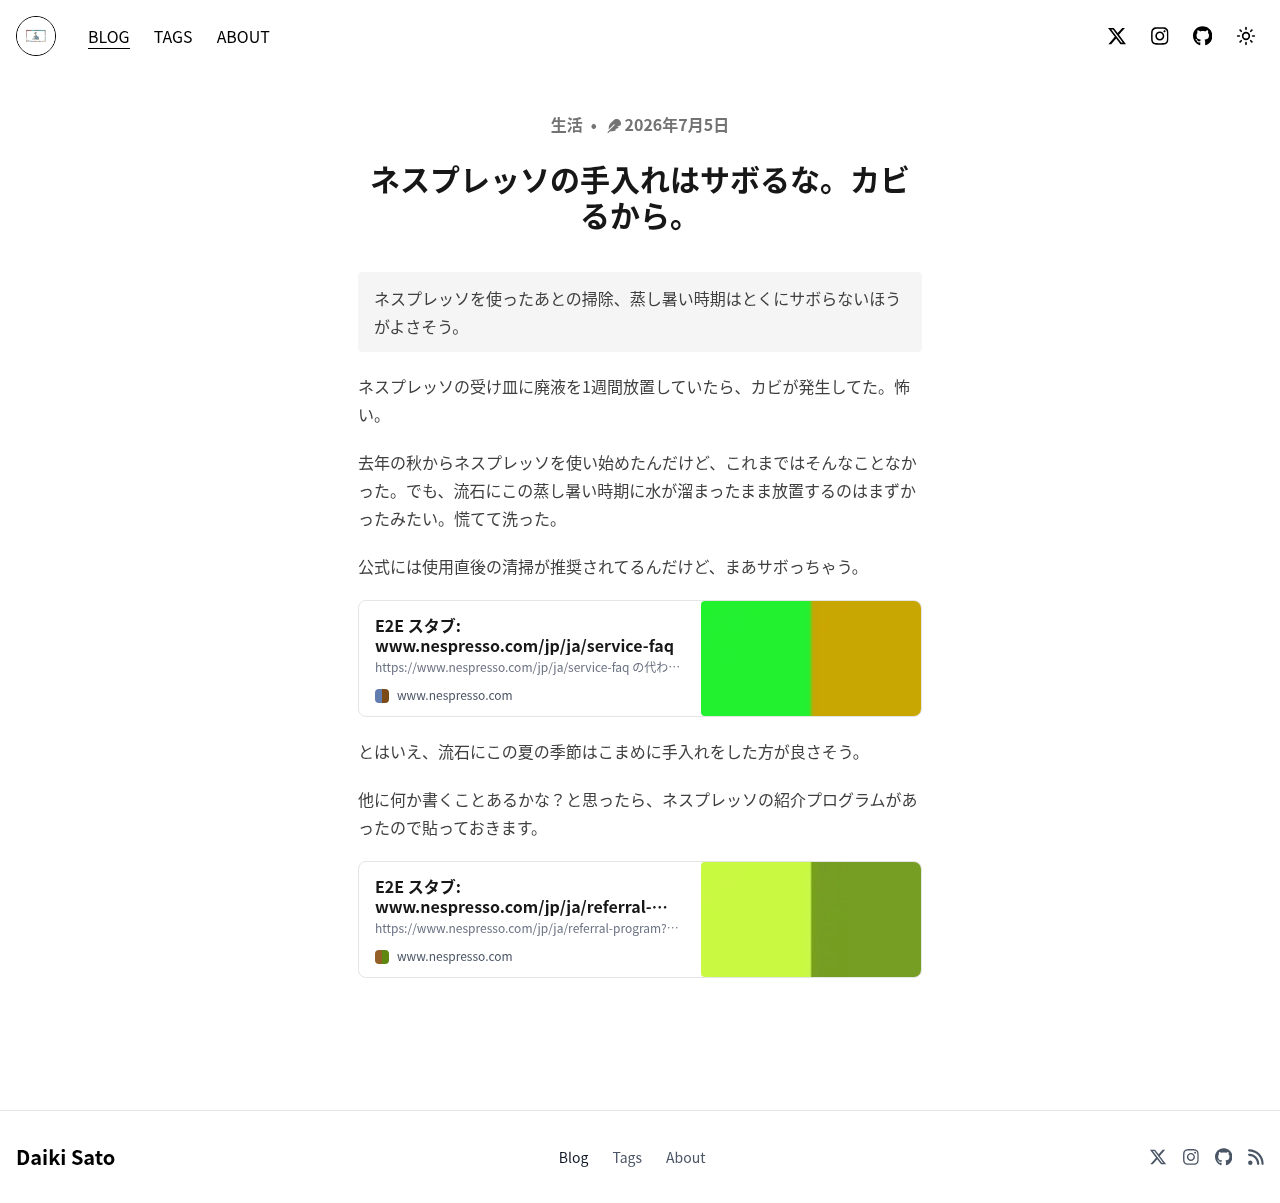 BLOG TAGS ABOUT
生活 • 2026年7月5日
ネスプレッソの手入れはサボるな。カビ
るから。
ネスプレッソを使ったあとの掃除、蒸し暑い時期はとくにサボらないほう
がよさそう。
ネスプレッソの受け皿に廃液を1週間放置していたら、カビが発生してた。怖
い。
去年の秋からネスプレッソを使い始めたんだけど、これまではそんなことなか
った。でも、流石にこの蒸し暑い時期に水が溜まったまま放置するのはまずか
ったみたい。慌てて洗った。
公式には使用直後の清掃が推奨されてるんだけど、まあサボっちゃう。
E2E スタブ:
www.nespresso.com/jp/ja/service-faq
https://www.nespresso.com/jp/ja/service-faq の代わ…
www.nespresso.com
とはいえ、流石にこの夏の季節はこまめに手入れをした方が良さそう。
他に何か書くことあるかな？と思ったら、ネスプレッソの紹介プログラムがあ
ったので貼っておきます。
E2E スタブ:
www.nespresso.com/jp/ja/referral-…
https://www.nespresso.com/jp/ja/referral-program?…
www.nespresso.com
Daiki Sato
Blog Tags About